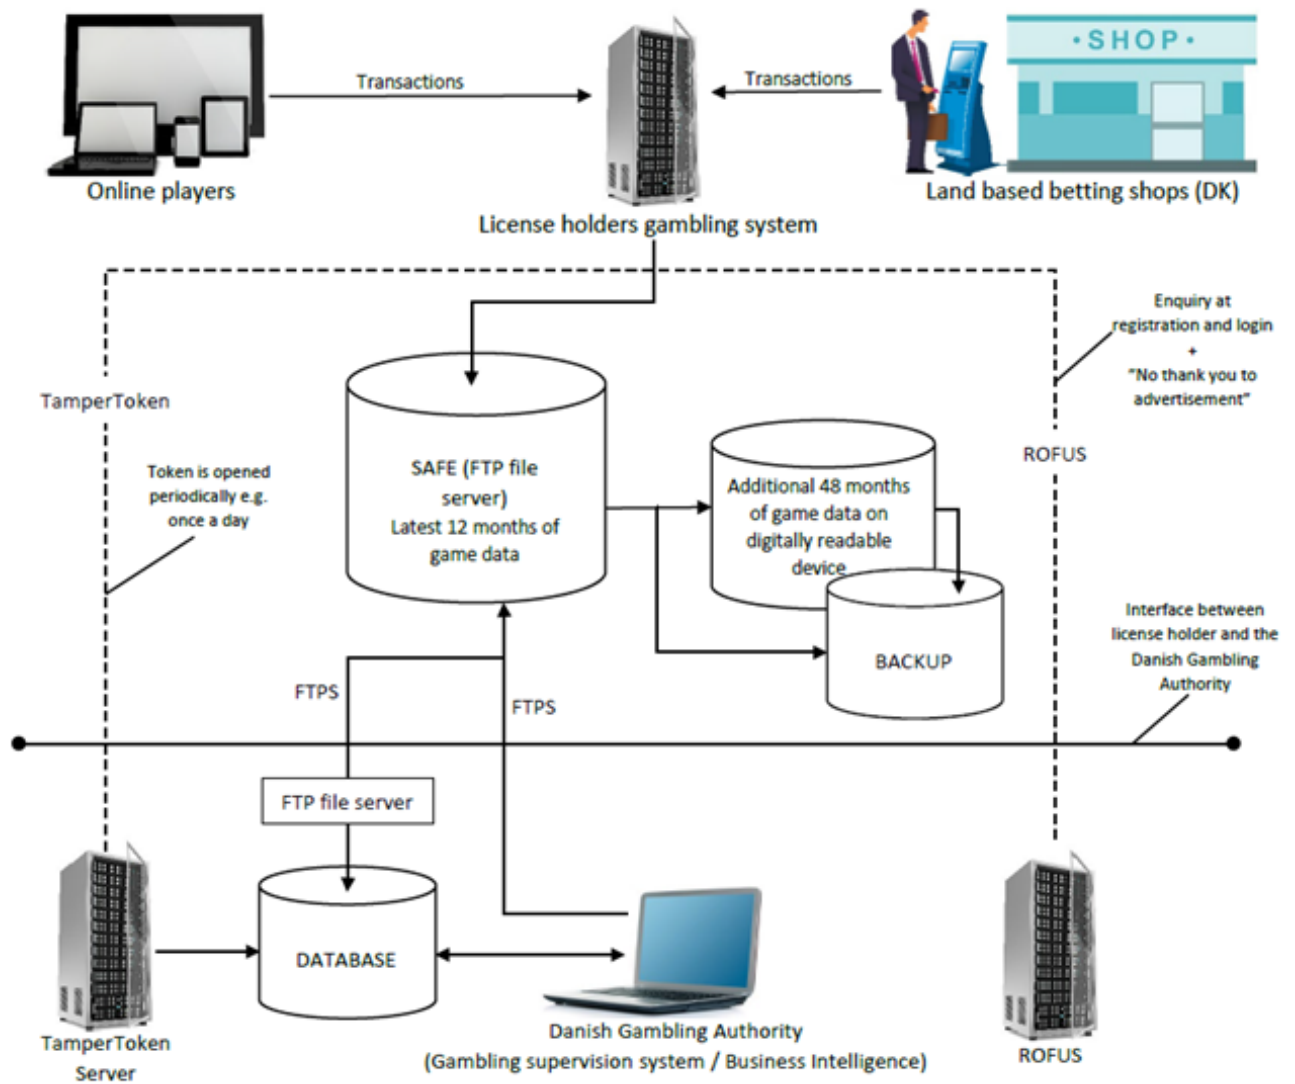 · SHOP ·
Transactions
Transactions
Online players
Land based betting shops (DK)
License holders gambling system
Enquiry at
registration and login
+
"No thank you to
advertisement"
TamperToken
ROFUS
Token is opened
periodically e.g.
once a day
SAFE (FTP file
server)
Latest 12 months of
game data
Additional 48 months
of game data on
digitally readable
device
BACKUP
Interface between
license holder and the
Danish Gambling
Authority
FTPS
FTPS
FTP file server
DATABASE
TamperToken
Server
Danish Gambling Authority
(Gambling supervision system / Business Intelligence)
ROFUS